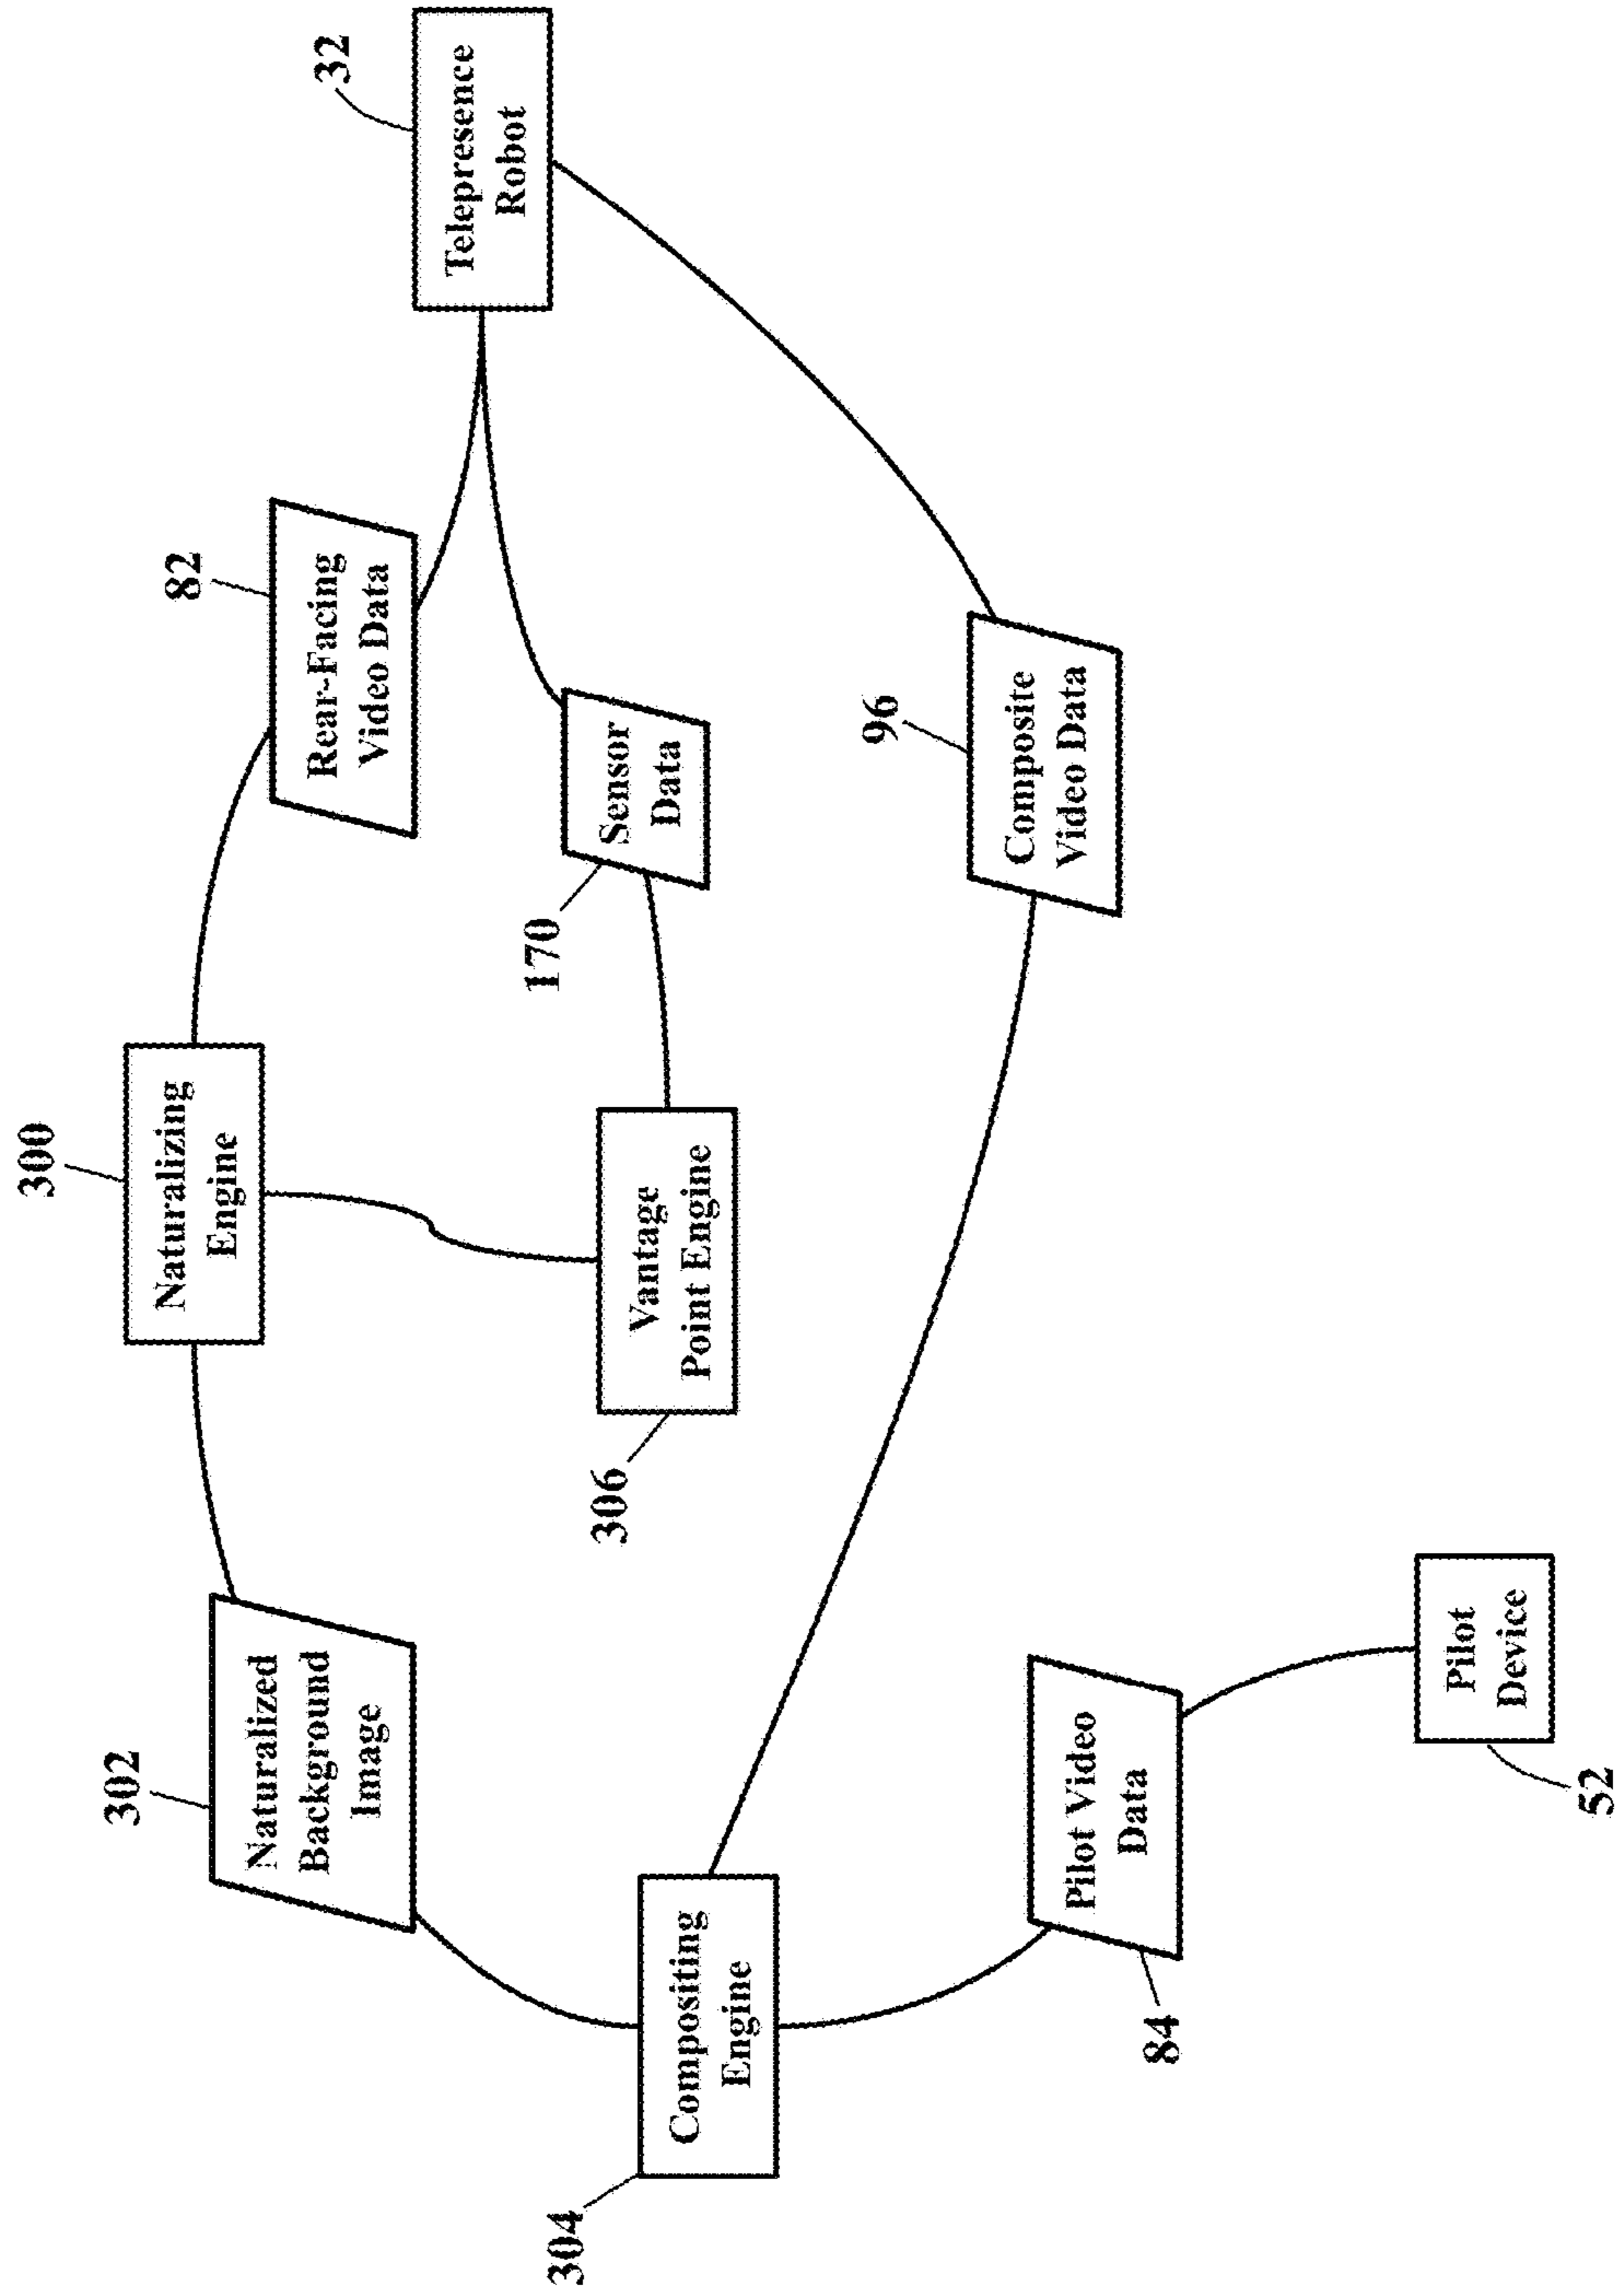 300
Naturalizing
Engine
302
Naturalized
Background
Image
82
Rear-Facing
Video Data
32
Telepresence
Robot
170
Sensor
Data
306
Vantage
Point Engine
304
Compositing
Engine
96
Composite
Video Data
84
Pilot Video
Data
52
Pilot
Device